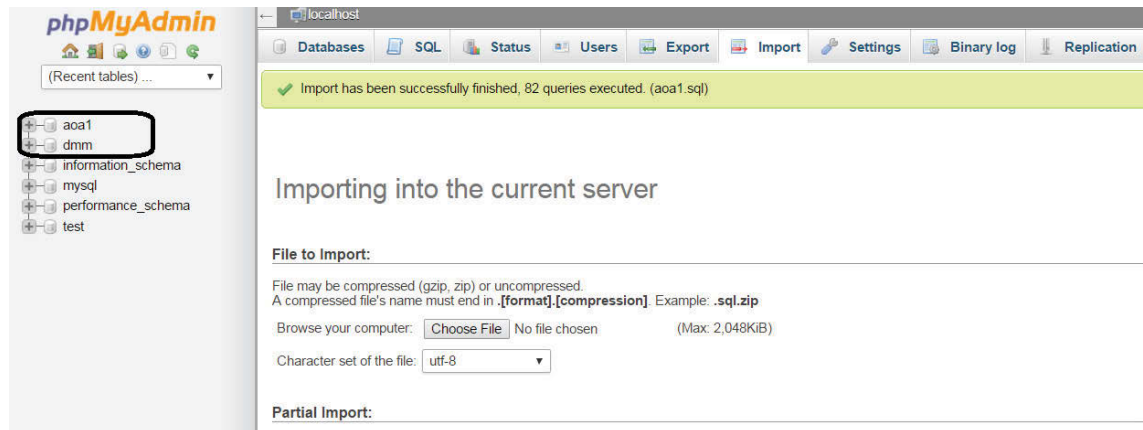 phpMyAdmin
(Recent tables) ...
aoa1
dmm
information_schema
mysql
performance_schema
test
localhost
Databases SQL Status Users Export Import Settings Binary log Replication
Import has been successfully finished, 82 queries executed. (aoa1.sql)
Importing into the current server
File to Import:
File may be compressed (gzip, zip) or uncompressed.
A compressed file's name must end in .[format].[compression]. Example: .sql.zip
Browse your computer: Choose File No file chosen (Max: 2,048KiB)
Character set of the file: utf-8
Partial Import: